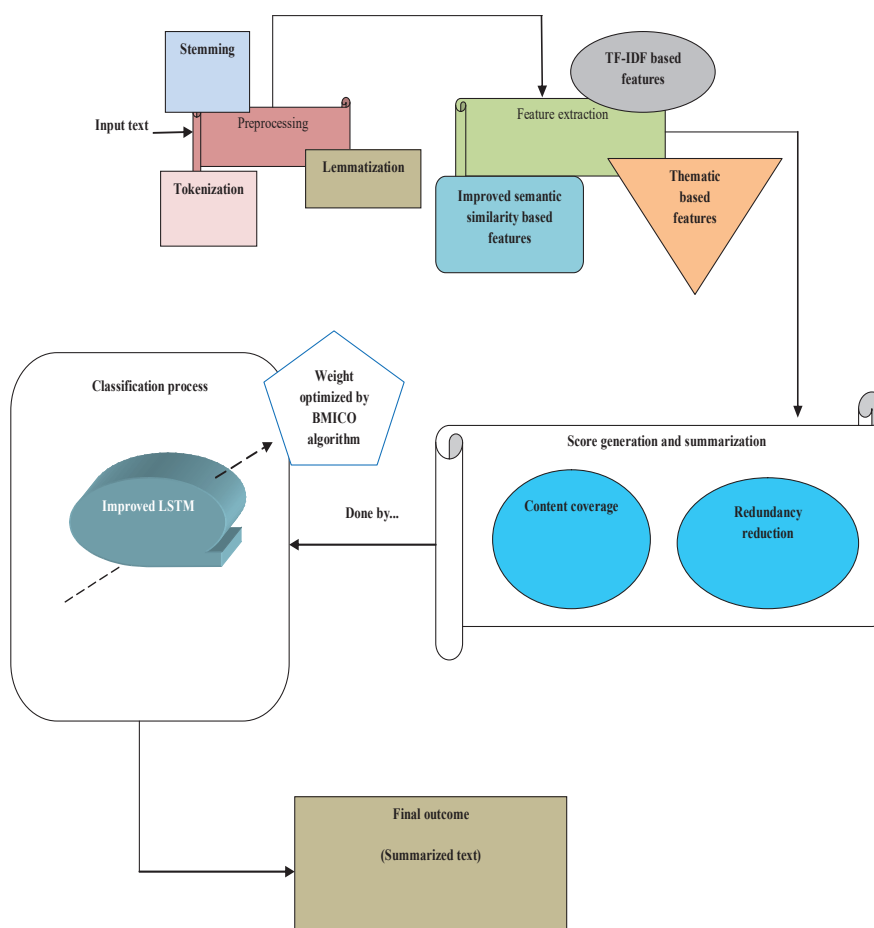 Stemming
TF-IDF based
features
Input text
Preprocessing
Feature extraction
Lemmatization
Tokenization
Improved semantic
similarity based
features
Thematic
based
features
Classification process
Weight
optimized by
BMICO
algorithm
Score generation and summarization
Improved LSTM
Done by...
Content coverage
Redundancy
reduction
Final outcome
(Summarized text)